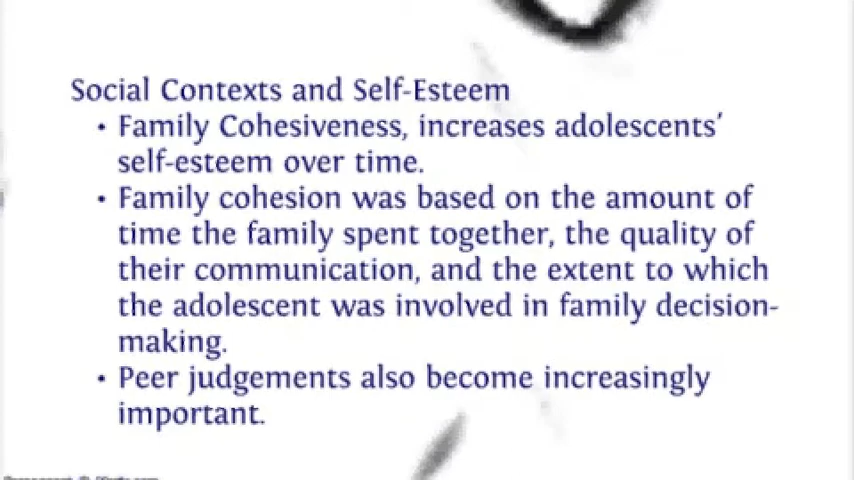 Social Contexts and Self-Esteem
• Family Cohesiveness, increases adolescents'
self-esteem over time.
• Family cohesion was based on the amount of
time the family spent together, the quality of
their communication, and the extent to which
the adolescent was involved in family decision-
making.
• Peer judgements also become increasingly
important.